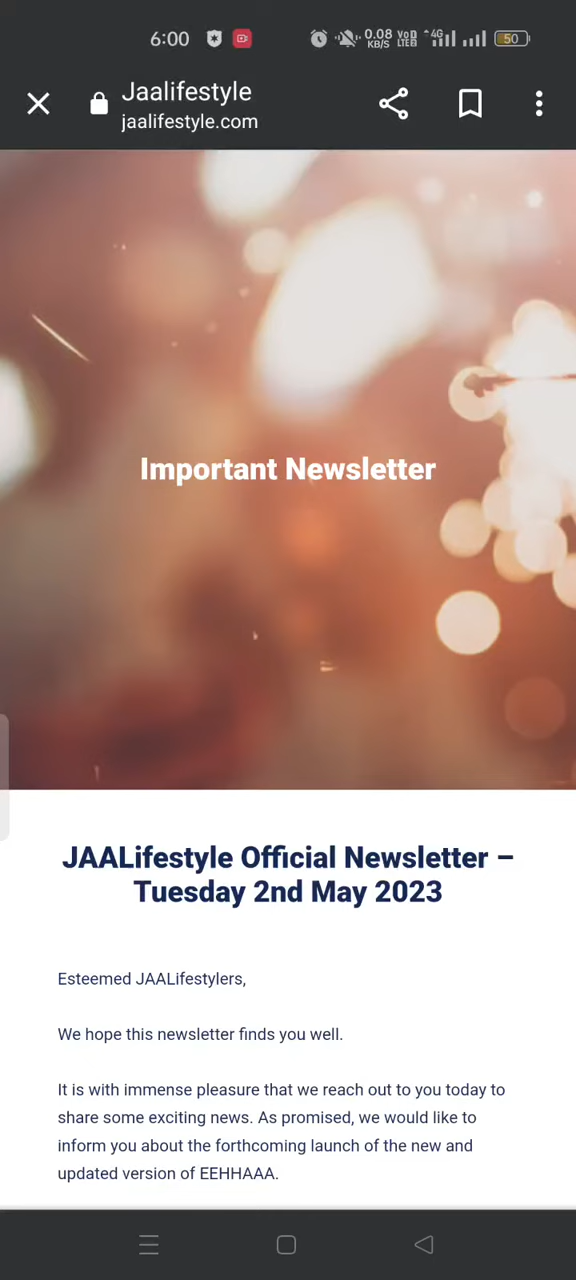 6:00
0.08
KB/S
VoD
LTE
4G
50
Jaalifestyle
jaalifestyle.com
Important Newsletter
JAALifestyle Official Newsletter –
Tuesday 2nd May 2023
Esteemed JAALifestylers,
We hope this newsletter finds you well.
It is with immense pleasure that we reach out to you today to
share some exciting news. As promised, we would like to
inform you about the forthcoming launch of the new and
updated version of EEHHAAA.